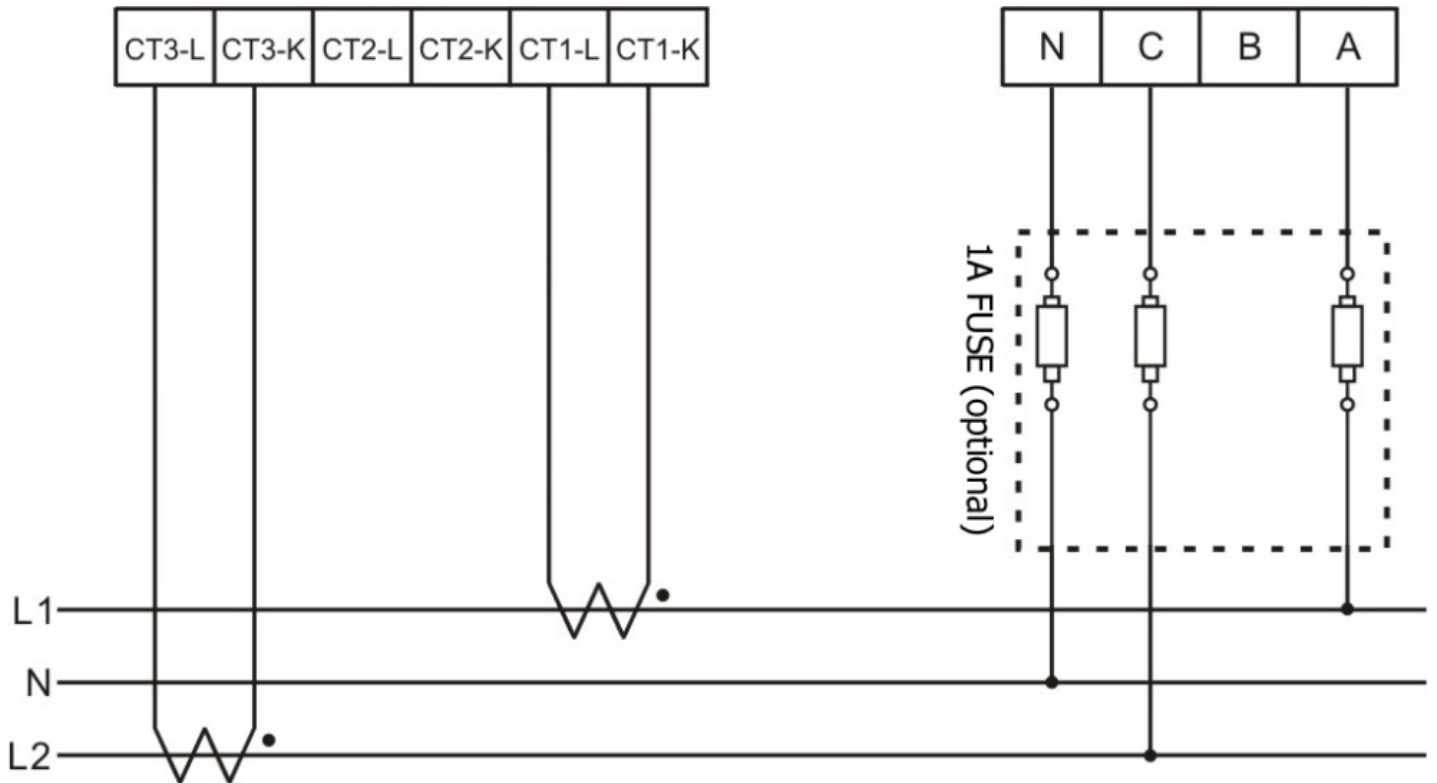 CT3-L CT3-K CT2-L CT2-K CT1-L CT1-K
N C B A
1A FUSE (optional)
L1
N
L2